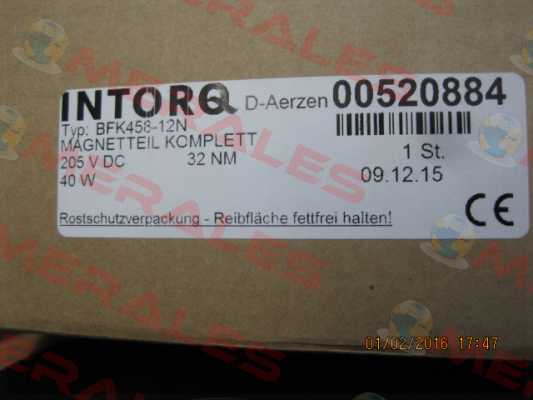 INTORQ D-Aerzen 00520884
Typ: BFK458-12N
MAGNETTEIL KOMPLETT
205 V DC 32 NM
40 W
1 St.
09.12.15
Rostschutzverpackung - Reibfläche fettfrei halten!
CE
MERALES
01/02/2016 17:47